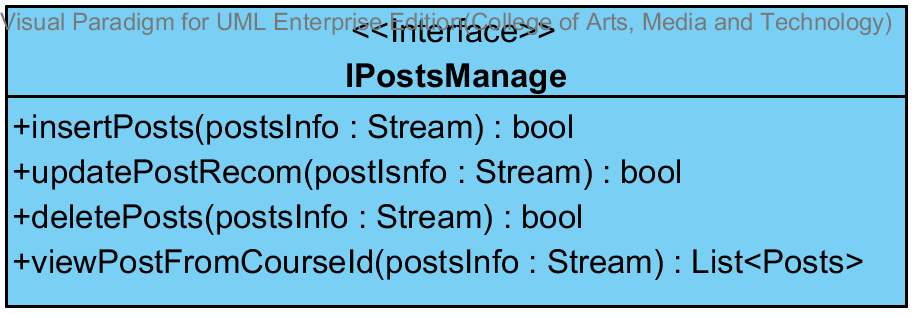 Visual Paradigm for UML Enterprise Edition(College of Arts, Media and Technology)
<<Interface>>
IPostsManage
+insertPosts(postsInfo : Stream) : bool
+updatePostRecom(postIsnfo : Stream) : bool
+deletePosts(postsInfo : Stream) : bool
+viewPostFromCourseId(postsInfo : Stream) : List<Posts>